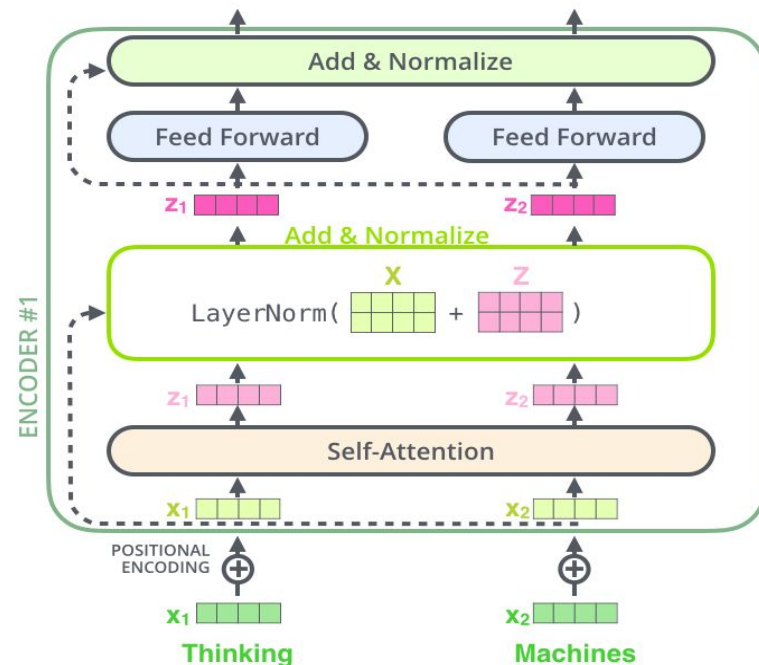 Add & Normalize
Feed Forward
Feed Forward
z1
z2
Add & Normalize
X
Z
LayerNorm( + )
ENCODER #1
z1
z2
Self-Attention
x1
x2
POSITIONAL
ENCODING
x1
x2
Thinking
Machines